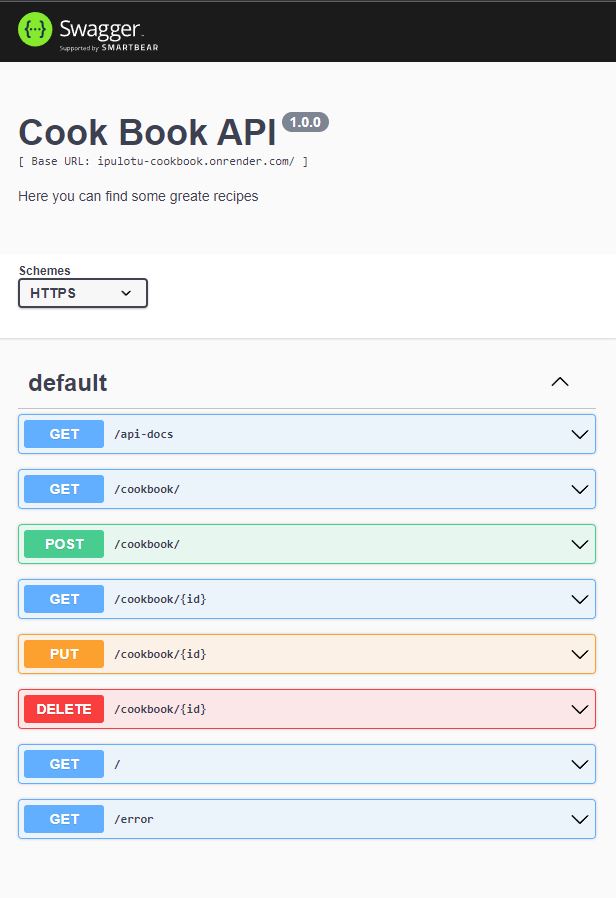 Swagger
Supported by SMARTBEAR
Cook Book API 1.0.0
[ Base URL: ipulotu-cookbook.onrender.com/ ]
Here you can find some greate recipes
Schemes
HTTPS
default
GET /api-docs
GET /cookbook/
POST /cookbook/
GET /cookbook/{id}
PUT /cookbook/{id}
DELETE /cookbook/{id}
GET /
GET /error